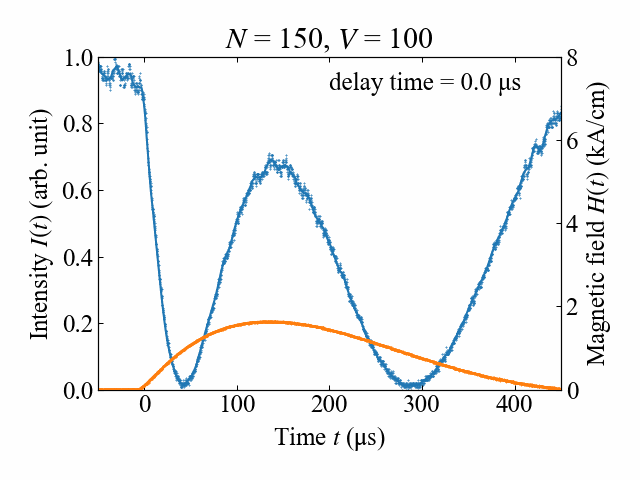 N = 150, V = 100
delay time = 0.0 μs
Intensity I(t) (arb. unit)
1.0
0.8
0.6
0.4
0.2
0.0
8
6
4
2
0
Magnetic field H(t) (kA/cm)
0 100 200 300 400
Time t (μs)